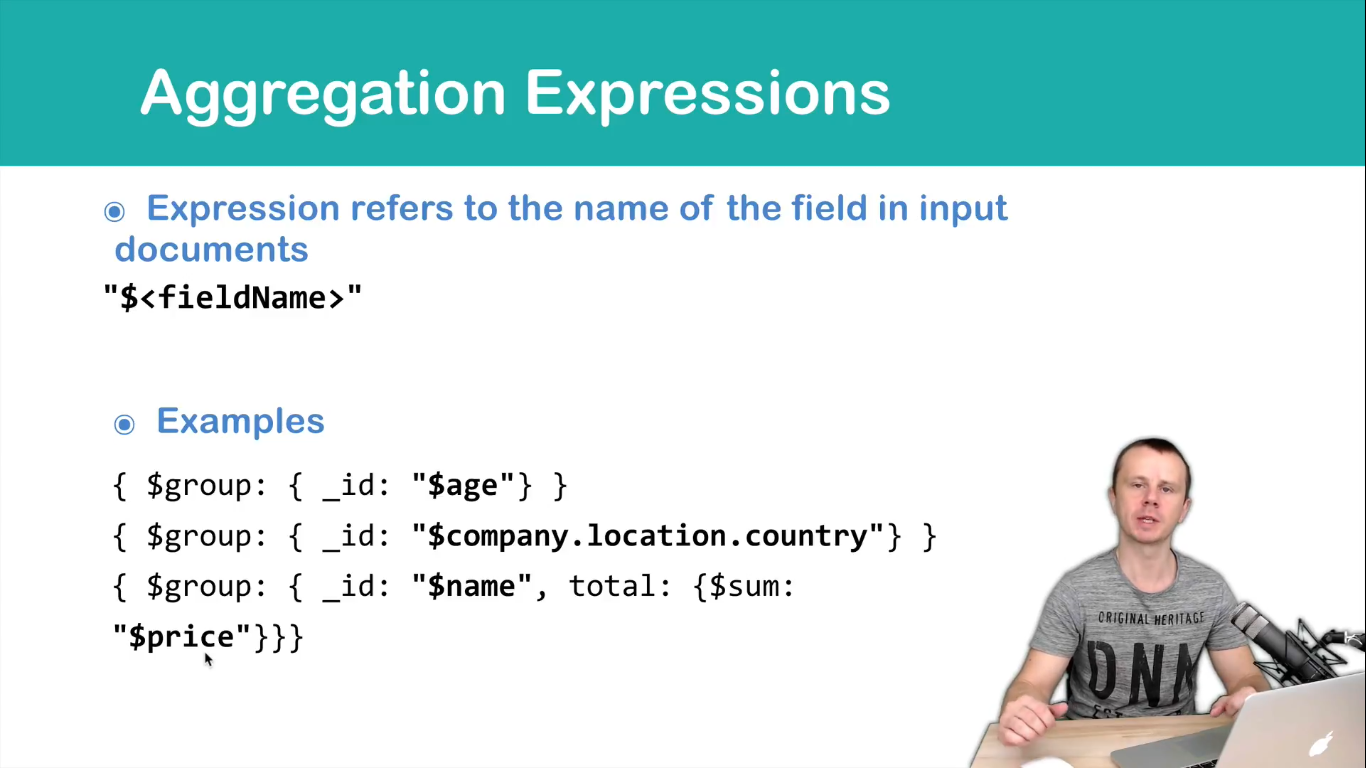 Aggregation Expressions
Expression refers to the name of the field in input
documents
"$<fieldName>"
Examples
{ $group: { _id: "$age"} }
{ $group: { _id: "$company.location.country"} }
{ $group: { _id: "$name", total: {$sum:
"$price"}}}
ORIGINAL HERITAGE
DNM